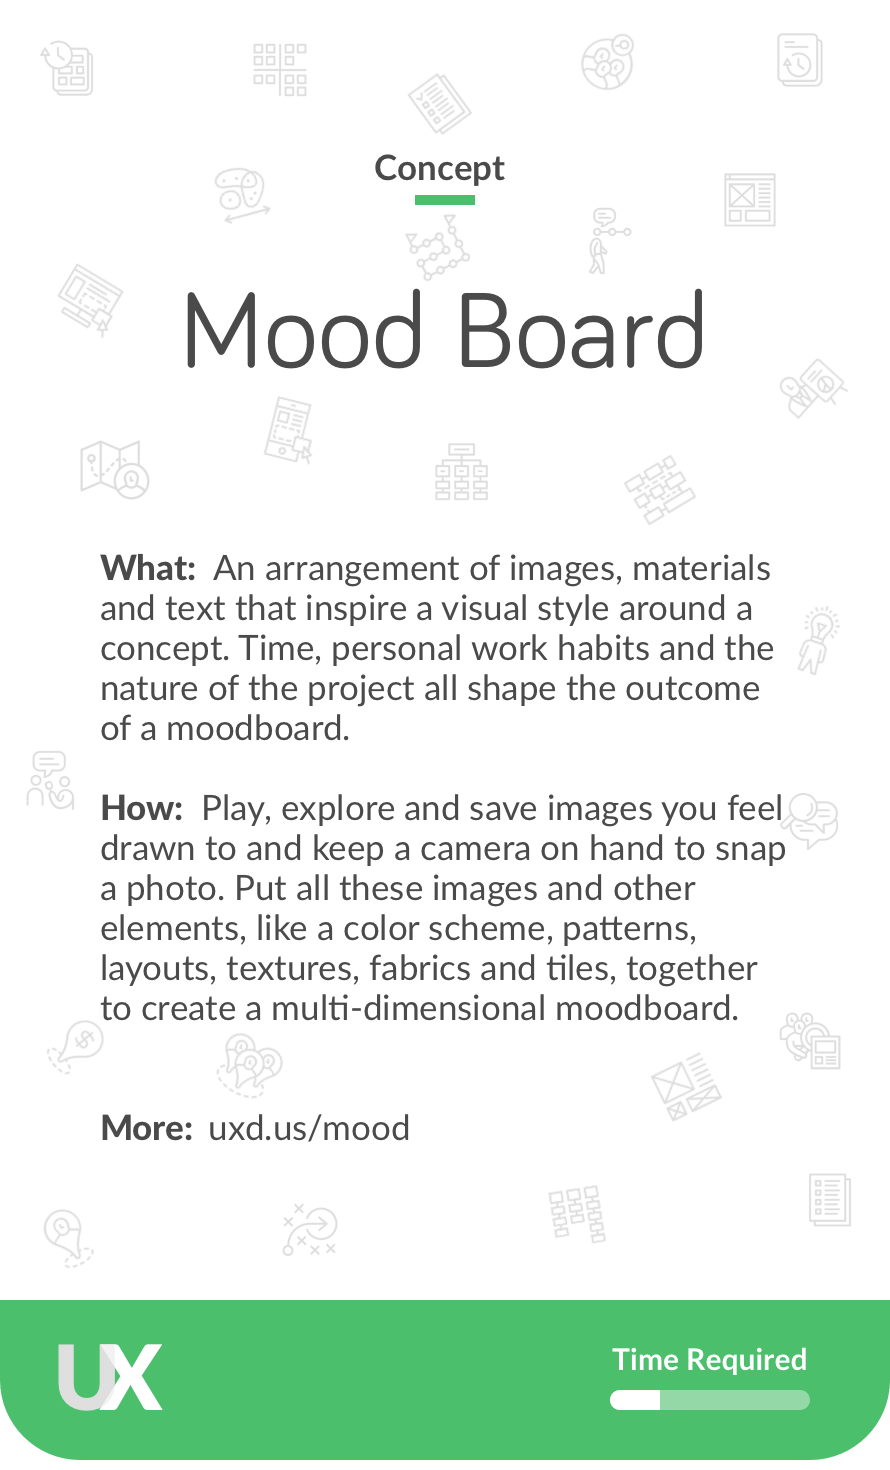 Concept
Mood Board
What: An arrangement of images, materials
and text that inspire a visual style around a
concept. Time, personal work habits and the
nature of the project all shape the outcome
of a moodboard.
How: Play, explore and save images you feel
drawn to and keep a camera on hand to snap
a photo. Put all these images and other
elements, like a color scheme, patterns,
layouts, textures, fabrics and tiles, together
to create a multi-dimensional moodboard.
More: uxd.us/mood
UX
Time Required